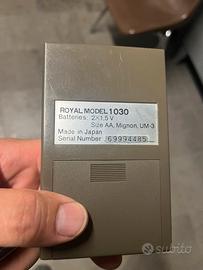 ROYAL MODEL 1030
Batteries: 2×1,5 V
Size AA, Mignon, UM-3
Made in Japan
Serial Number 69994485
subito